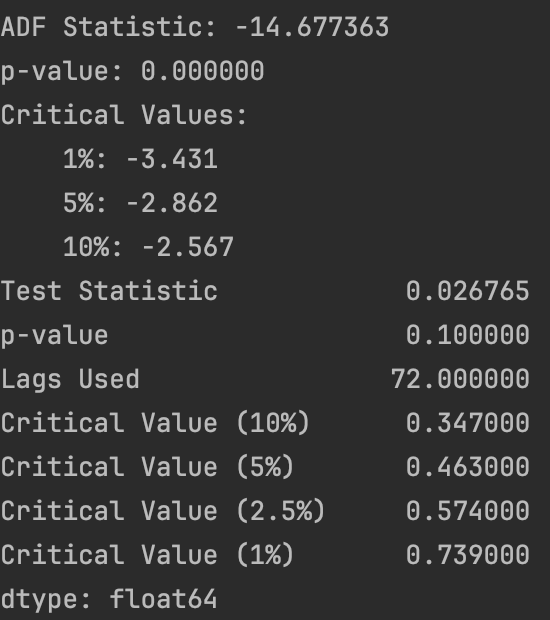 ADF Statistic: -14.677363
p-value: 0.000000
Critical Values:
    1%: -3.431
    5%: -2.862
    10%: -2.567
Test Statistic            0.026765
p-value                   0.100000
Lags Used                72.000000
Critical Value (10%)      0.347000
Critical Value (5%)       0.463000
Critical Value (2.5%)     0.574000
Critical Value (1%)       0.739000
dtype: float64